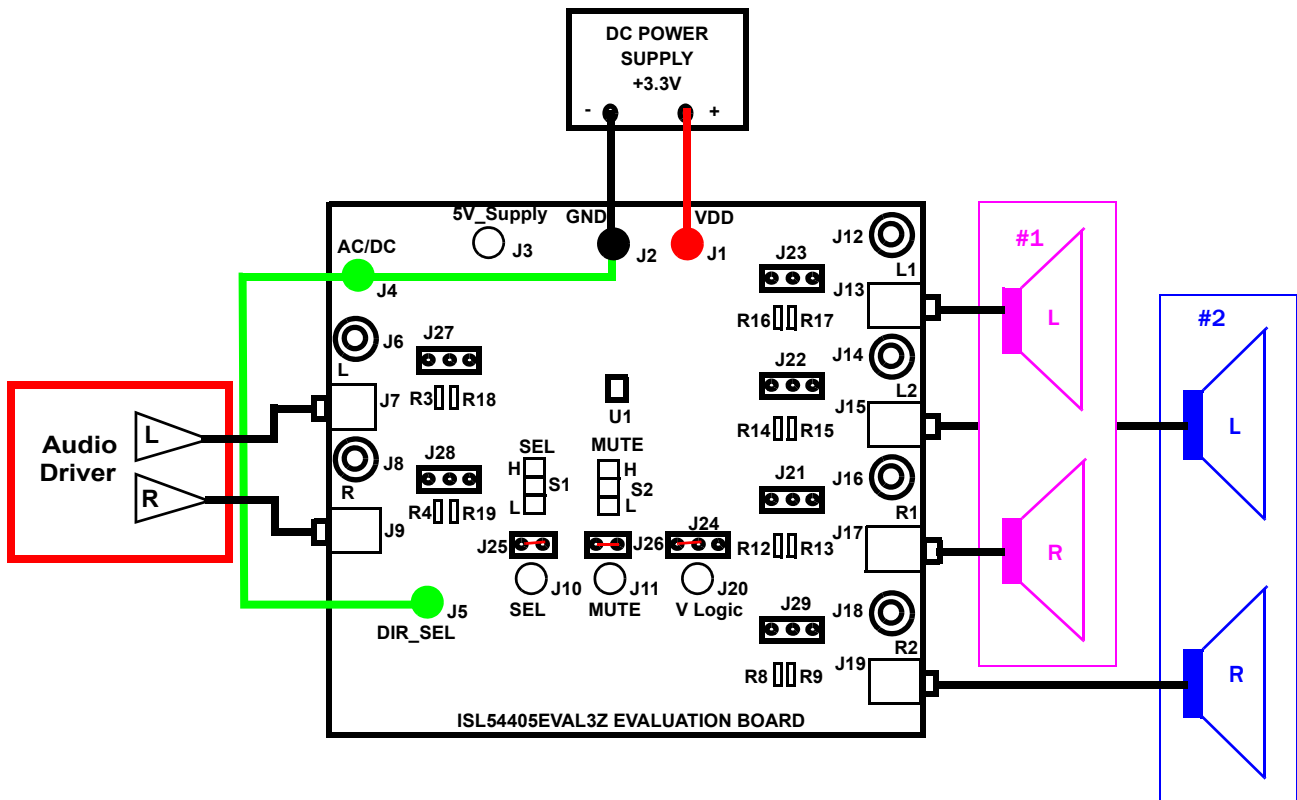 DC POWER
SUPPLY
+3.3V
- +
5V_Supply
GND
VDD
J3
J2
J1
AC/DC
J4
J12
L1
#1
J23
J13
R16 R17
L
#2
J6
L
J27
J14
L2
J22
J7
R3 R18
U1
J15
R14 R15
L
Audio
Driver
L
R
J8
R
J28
R4 R19
J9
SEL
H
S1
L
MUTE
H
S2
L
J21
J16
R1
J25
J26
J24
J17
R12 R13
R
J10
SEL
J11
MUTE
J20
V Logic
J5
DIR_SEL
J29
J18
R2
R8 R9
J19
R
ISL54405EVAL3Z EVALUATION BOARD